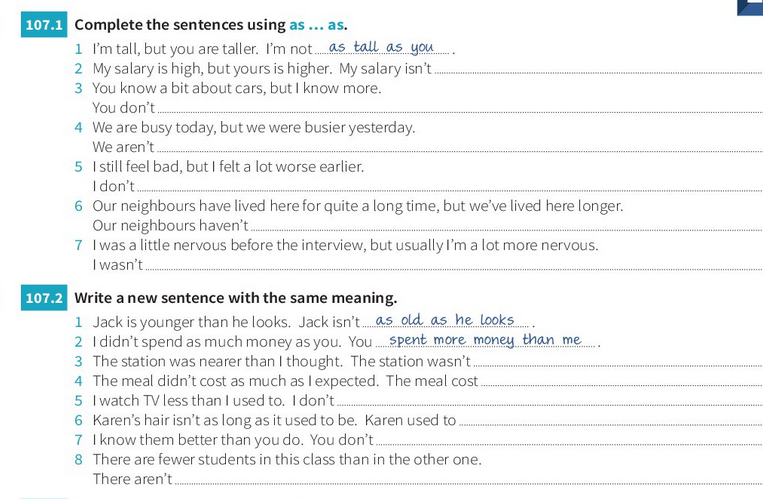 107.1 Complete the sentences using as … as.
1 I'm tall, but you are taller. I'm not as tall as you .
2 My salary is high, but yours is higher. My salary isn't
3 You know a bit about cars, but I know more.
You don't
4 We are busy today, but we were busier yesterday.
We aren't
5 I still feel bad, but I felt a lot worse earlier.
I don't
6 Our neighbours have lived here for quite a long time, but we've lived here longer.
Our neighbours haven't
7 I was a little nervous before the interview, but usually I'm a lot more nervous.
I wasn't
107.2 Write a new sentence with the same meaning.
1 Jack is younger than he looks. Jack isn't as old as he looks .
2 I didn't spend as much money as you. You spent more money than me .
3 The station was nearer than I thought. The station wasn't
4 The meal didn't cost as much as I expected. The meal cost
5 I watch TV less than I used to. I don't
6 Karen's hair isn't as long as it used to be. Karen used to
7 I know them better than you do. You don't
8 There are fewer students in this class than in the other one.
There aren't